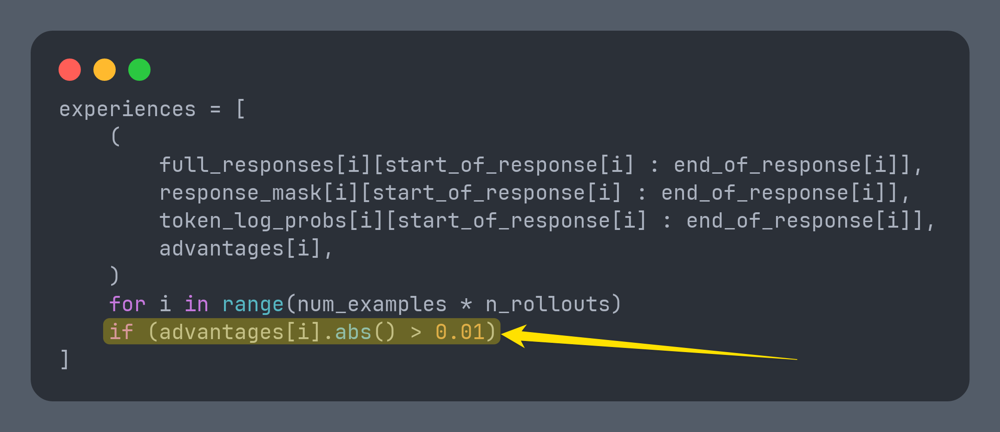 experiences = [
    (
        full_responses[i][start_of_response[i] : end_of_response[i]],
        response_mask[i][start_of_response[i] : end_of_response[i]],
        token_log_probs[i][start_of_response[i] : end_of_response[i]],
        advantages[i],
    )
    for i in range(num_examples * n_rollouts)
    if (advantages[i].abs() > 0.01)
]